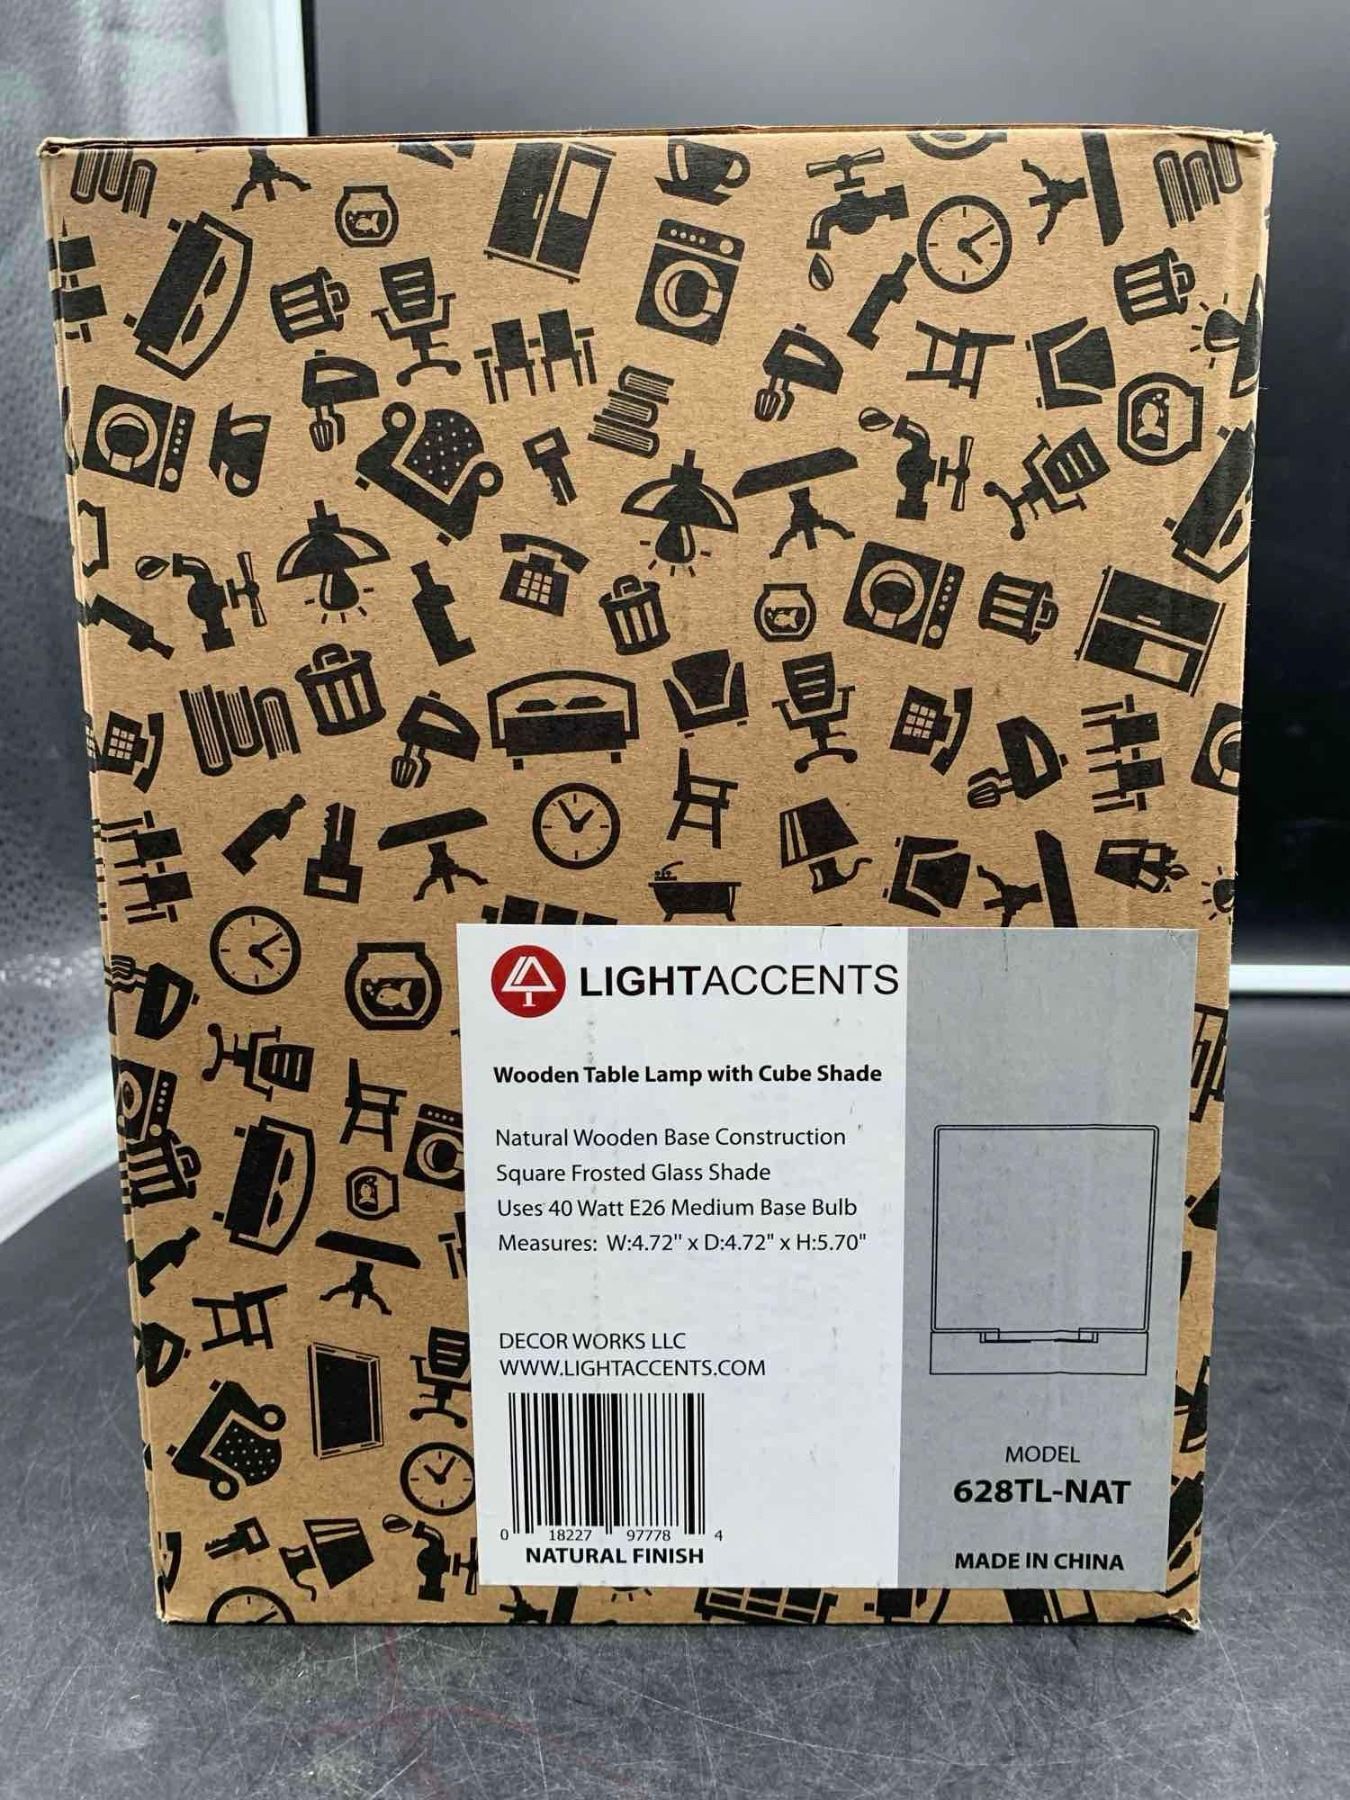 LIGHTACCENTS
Wooden Table Lamp with Cube Shade
Natural Wooden Base Construction
Square Frosted Glass Shade
Uses 40 Watt E26 Medium Base Bulb
Measures: W:4.72" x D:4.72" x H:5.70"
DECOR WORKS LLC
WWW.LIGHTACCENTS.COM
0 18227 97778 4
NATURAL FINISH
MODEL
628TL-NAT
MADE IN CHINA